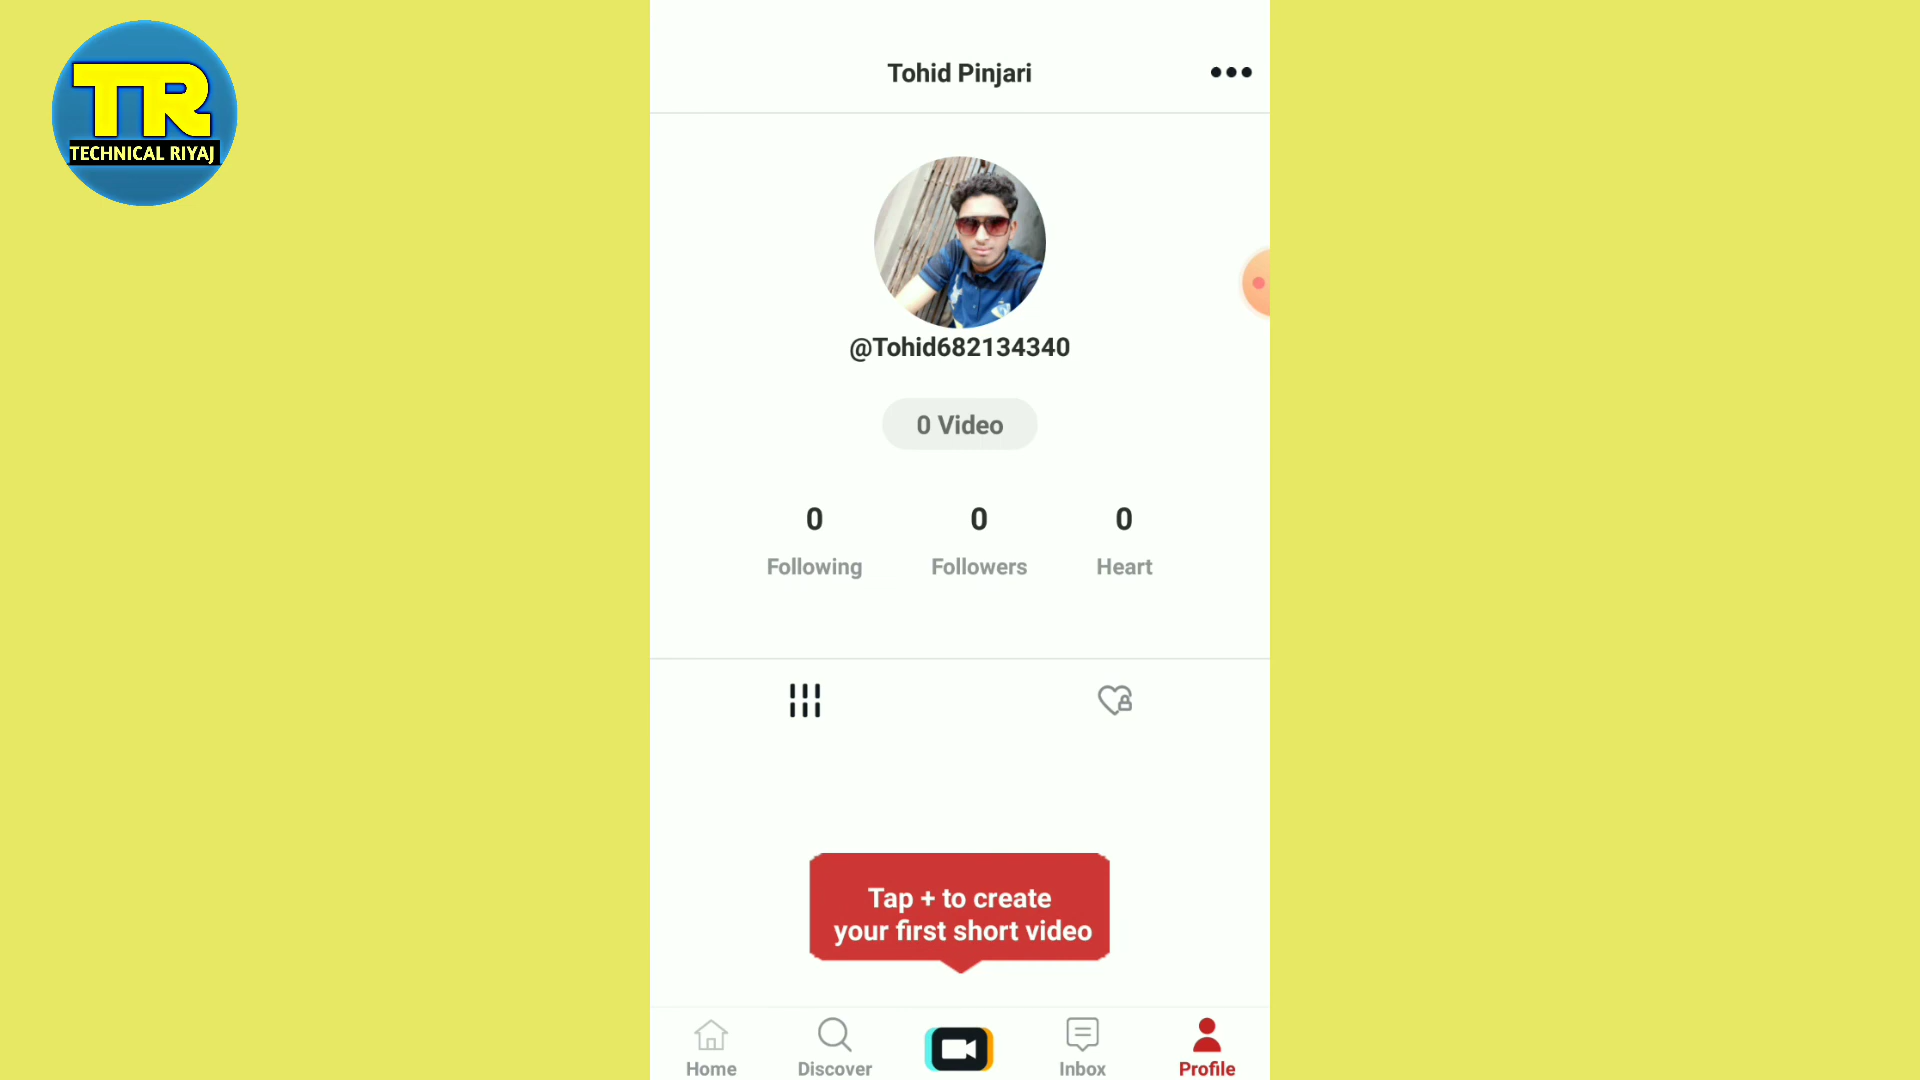 TR
TECHNICAL RIYAJ
Tohid Pinjari
@Tohid682134340
0 Video
0 0 0
Following Followers Heart
Tap + to create
your first short video
Home Discover Inbox Profile